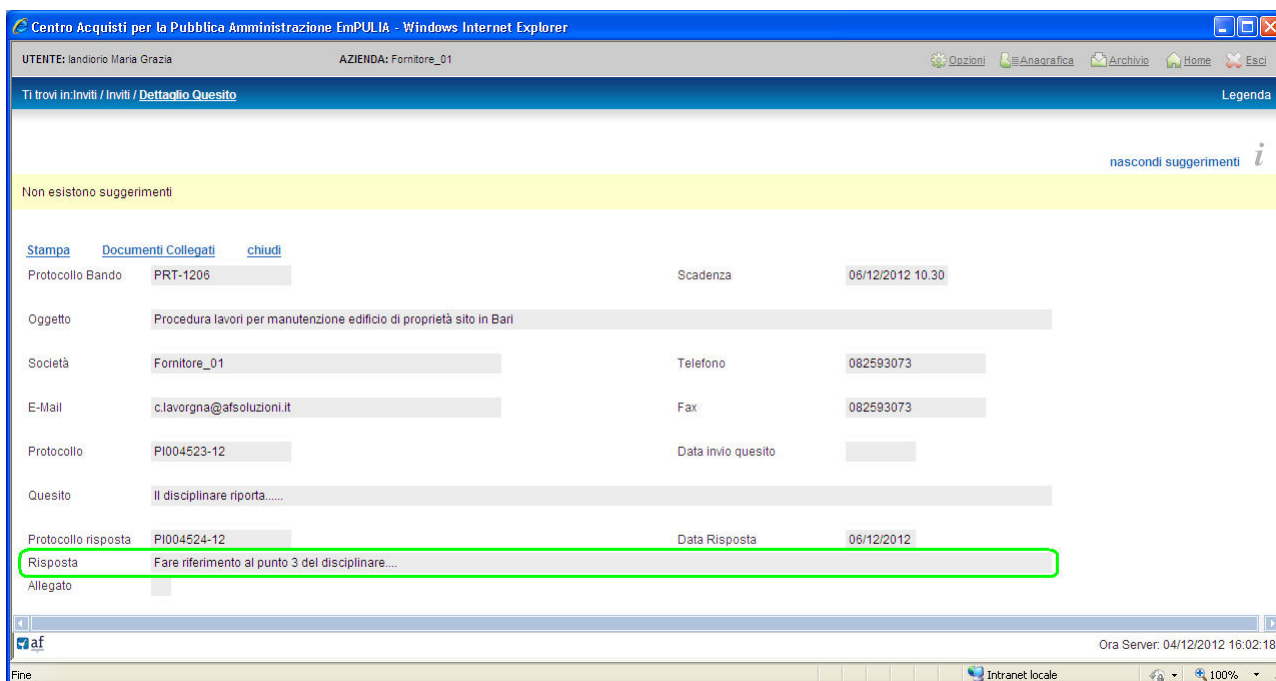 Centro Acquisti per la Pubblica Amministrazione EmPULIA - Windows Internet Explorer
UTENTE: Iandiorio Maria Grazia AZIENDA: Fornitore_01 Opzioni Anagrafica Archivio Home Esci
Ti trovi in:Inviti / Inviti / Dettaglio Quesito Legenda
nascondi suggerimenti i
Non esistono suggerimenti
Stampa Documenti Collegati chiudi
Protocollo Bando PRT-1206 Scadenza 06/12/2012 10.30
Oggetto Procedura lavori per manutenzione edificio di proprietà sito in Bari
Società Fornitore_01 Telefono 082593073
E-Mail c.lavorgna@afsoluzioni.it Fax 082593073
Protocollo PI004523-12 Data invio quesito
Quesito Il disciplinare riporta......
Protocollo risposta PI004524-12 Data Risposta 06/12/2012
Risposta Fare riferimento al punto 3 del disciplinare....
Allegato
af Ora Server: 04/12/2012 16:02:18
Fine Intranet locale 100%